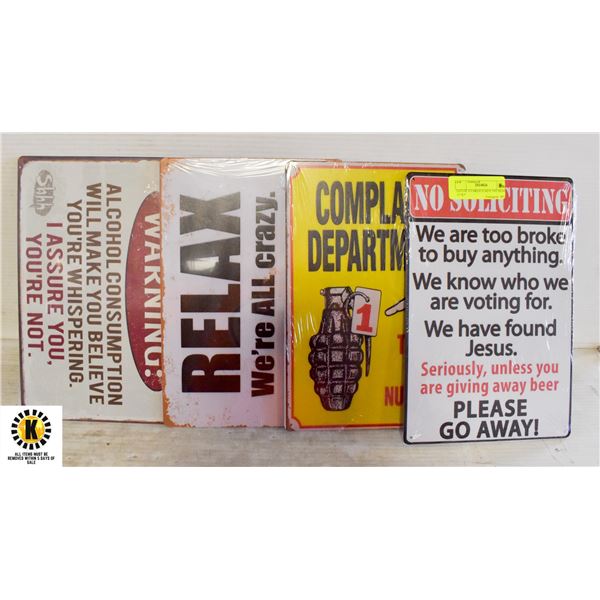 Shhh
WARNING!
ALCOHOL CONSUMPTION
WILL MAKE YOU BELIEVE
YOU'RE WHISPERING.
I ASSURE YOU,
YOU'RE NOT.
RELAX
We're ALL crazy.
COMPLA
DEPARTM
1
T
NU
NO SOLICITING
We are too broke
to buy anything.
We know who we
are voting for.
We have found
Jesus.
Seriously, unless you
are giving away beer
PLEASE
GO AWAY!
K
ALL ITEMS MUST BE
REMOVED WITHIN 5 DAYS OF
SALE